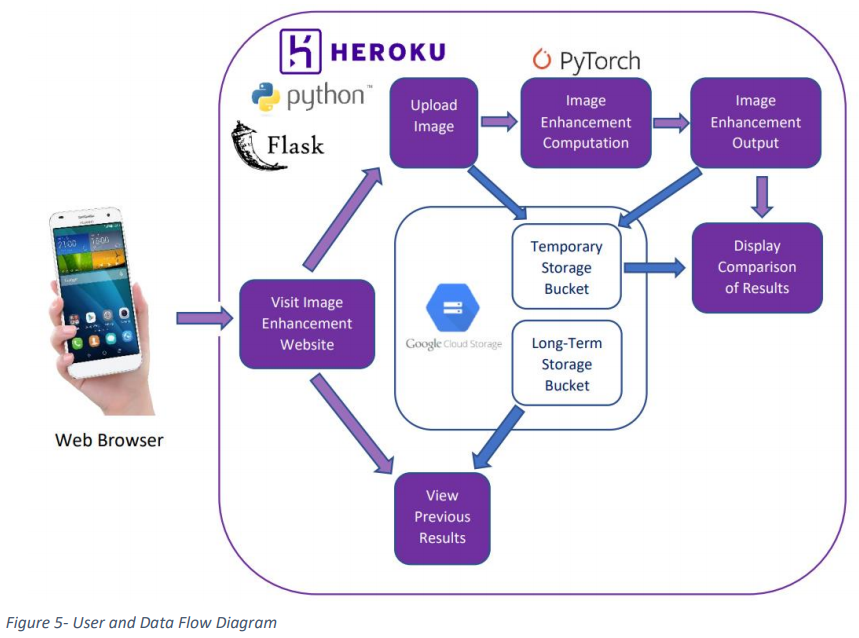 HEROKU
python™
Flask
PyTorch
Upload
Image
Image
Enhancement
Computation
Image
Enhancement
Output
Temporary
Storage
Bucket
Display
Comparison
of Results
Visit Image
Enhancement
Website
Google Cloud Storage
Long-Term
Storage
Bucket
Web Browser
View
Previous
Results
Figure 5- User and Data Flow Diagram